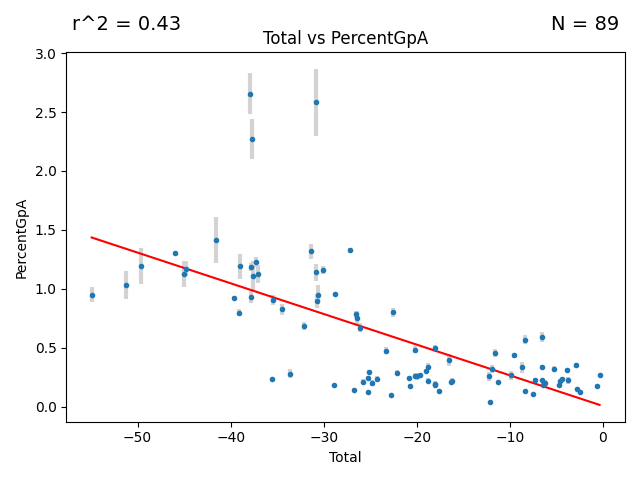 r^2 = 0.43
N = 89
Total vs PercentGpA
3.0
2.5
2.0
1.5
1.0
0.5
0.0
PercentGpA
−50
−40
−30
−20
−10
0
Total